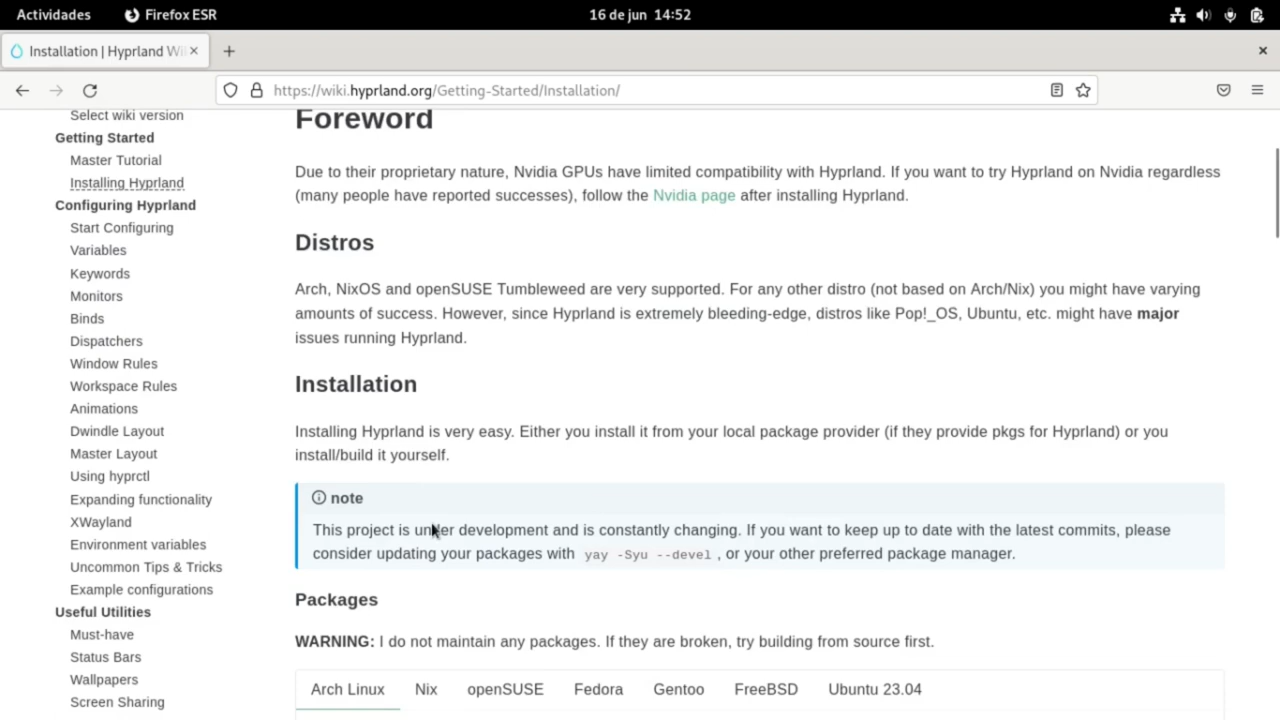 Actividades
Firefox ESR
16 de jun 14:52
Installation | Hyprland Wi
https://wiki.hyprland.org/Getting-Started/Installation/
Select wiki version
Getting Started
Master Tutorial
Installing Hyprland
Configuring Hyprland
Start Configuring
Variables
Keywords
Monitors
Binds
Dispatchers
Window Rules
Workspace Rules
Animations
Dwindle Layout
Master Layout
Using hyprctl
Expanding functionality
XWayland
Environment variables
Uncommon Tips & Tricks
Example configurations
Useful Utilities
Must-have
Status Bars
Wallpapers
Screen Sharing
Foreword
Due to their proprietary nature, Nvidia GPUs have limited compatibility with Hyprland. If you want to try Hyprland on Nvidia regardless
(many people have reported successes), follow the Nvidia page after installing Hyprland.
Distros
Arch, NixOS and openSUSE Tumbleweed are very supported. For any other distro (not based on Arch/Nix) you might have varying
amounts of success. However, since Hyprland is extremely bleeding-edge, distros like Pop!_OS, Ubuntu, etc. might have major
issues running Hyprland.
Installation
Installing Hyprland is very easy. Either you install it from your local package provider (if they provide pkgs for Hyprland) or you
install/build it yourself.
note
This project is under development and is constantly changing. If you want to keep up to date with the latest commits, please
consider updating your packages with yay -Syu --devel , or your other preferred package manager.
Packages
WARNING: I do not maintain any packages. If they are broken, try building from source first.
Arch Linux Nix openSUSE Fedora Gentoo FreeBSD Ubuntu 23.04